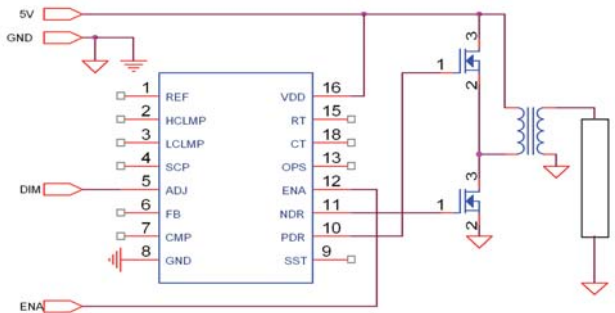 5V
GND
1 REF VDD 16
2 HCLMP RT 15
3 LCLMP CT 18
4 SCP OPS 13
DIM 5 ADJ ENA 12
6 FB NDR 11
7 CMP PDR 10
8 GND SST 9
ENA
3
1
2
3
1
2